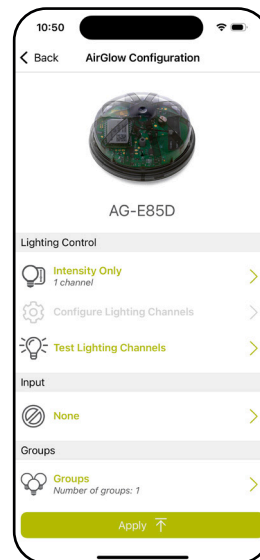 10:50
Back AirGlow Configuration
AG-E85D
Lighting Control
Intensity Only
1 channel
Configure Lighting Channels
Test Lighting Channels
Input
None
Groups
Groups
Number of groups: 1
Apply